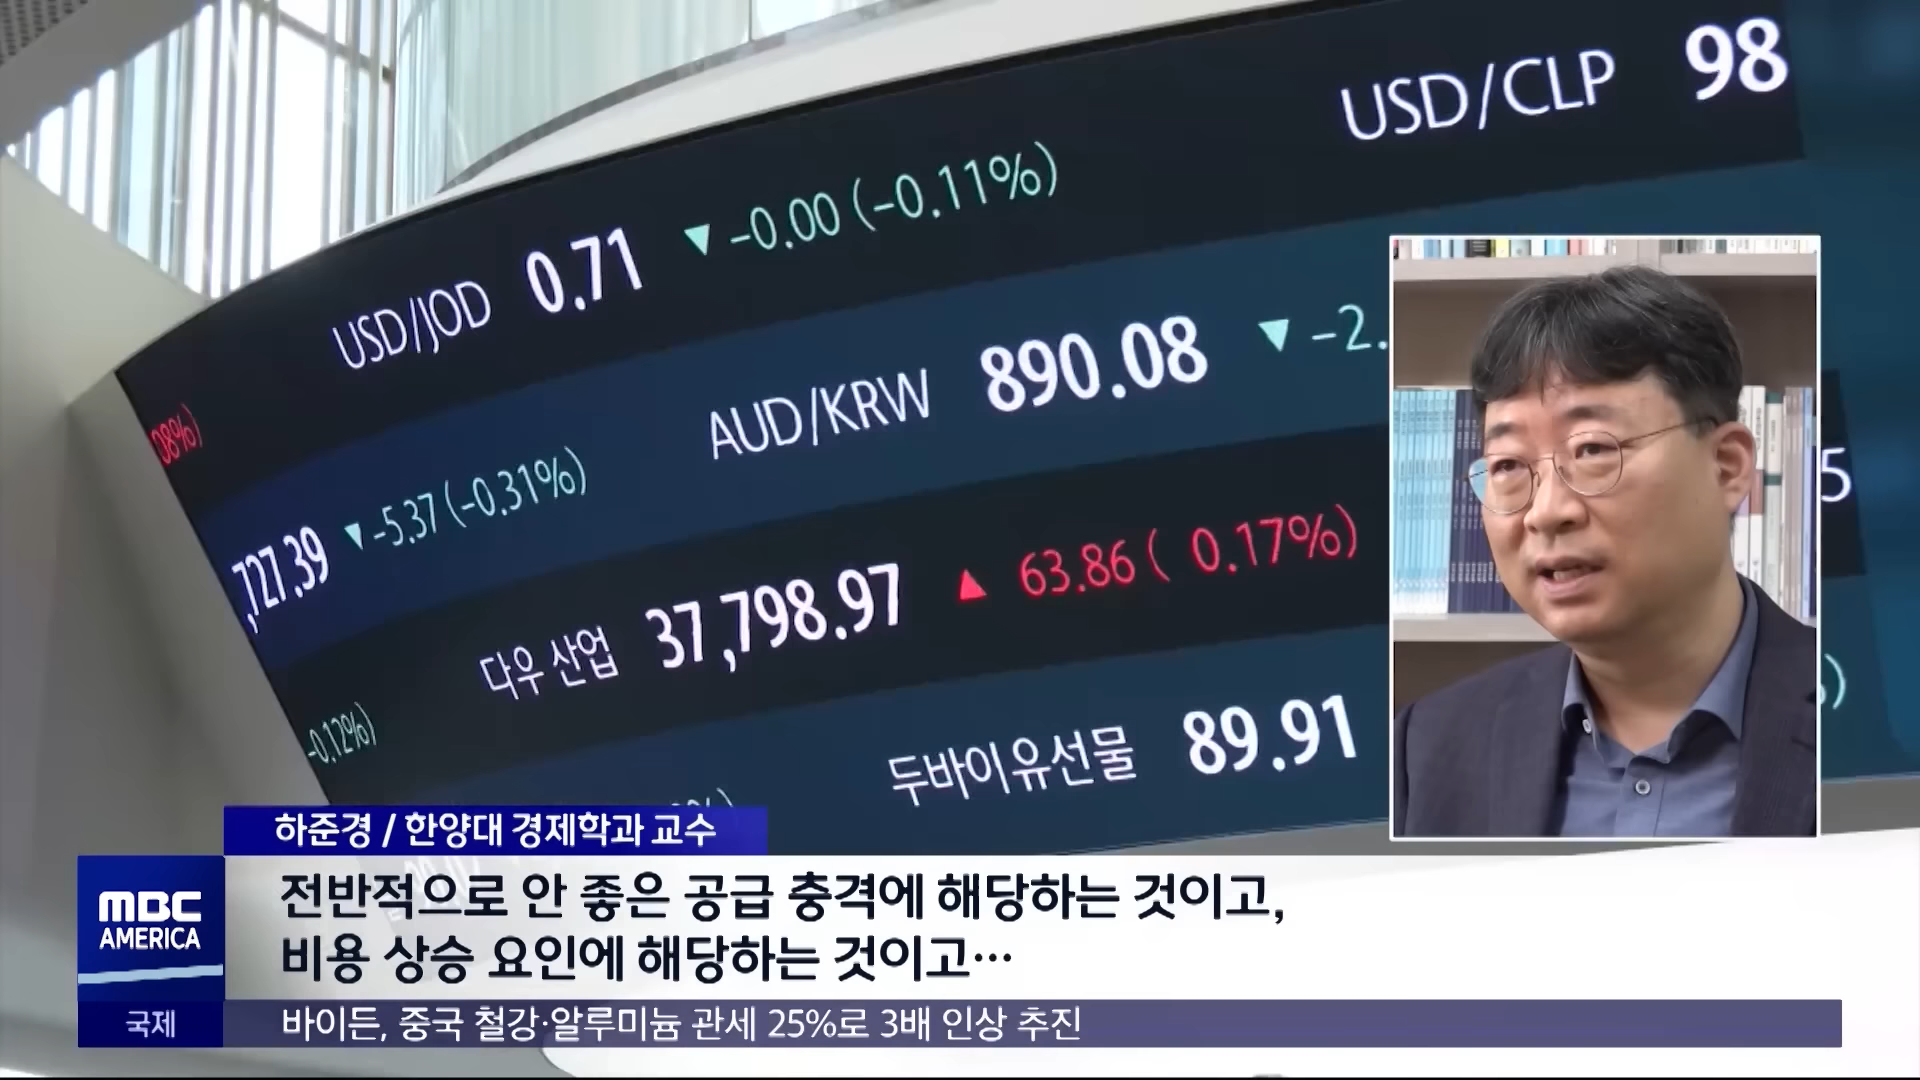 USD/CLP 98
USD/JOD 0.71 ▼ -0.00 (-0.11%)
08%)
AUD/KRW 890.08 ▼ -2.
,727.39 ▼ -5.37 (-0.31%)
5
다우 산업 37,798.97 ▲ 63.86 ( 0.17%)
-0.12%)
두바이유선물 89.91
하준경 / 한양대 경제학과 교수
MBC
AMERICA
전반적으로 안 좋은 공급 충격에 해당하는 것이고,
비용 상승 요인에 해당하는 것이고…
국제
바이든, 중국 철강·알루미늄 관세 25%로 3배 인상 추진